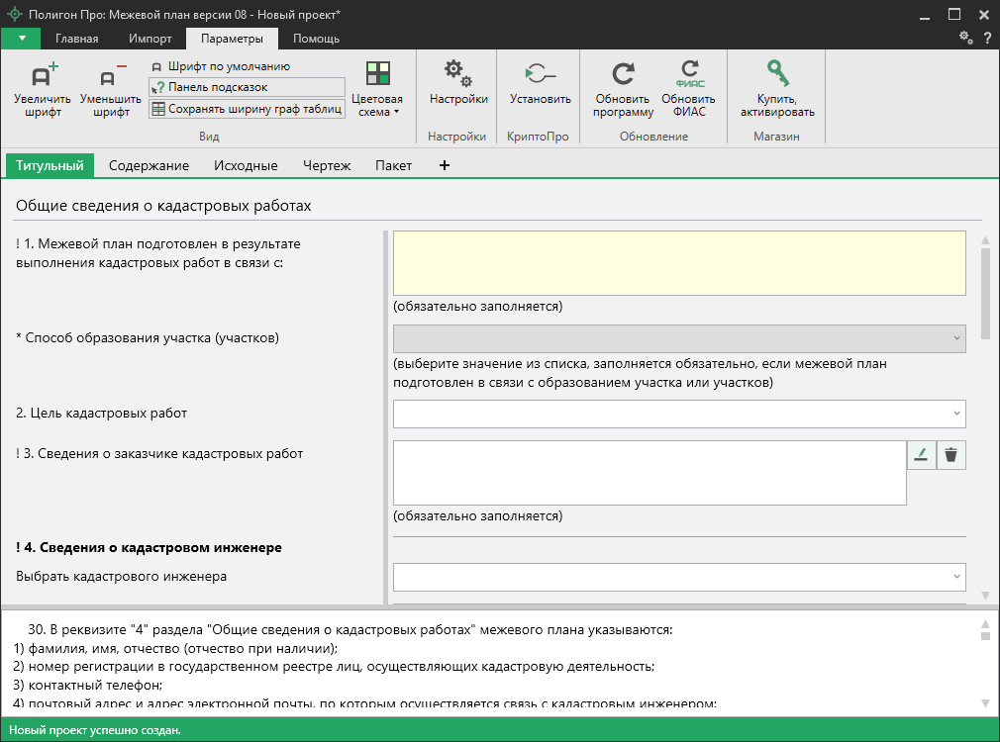 Полигон Про: Межевой план версии 08 - Новый проект*
Главная
Импорт
Параметры
Помощь
?
Увеличить шрифт
Уменьшить шрифт
Шрифт по умолчанию
Панель подсказок
Сохранять ширину граф таблиц
Цветовая схема
Вид
Настройки
Настройки
Установить
КриптоПро
Обновить программу
ФИАС
Обновить ФИАС
Обновление
Купить, активировать
Магазин
Титульный
Содержание
Исходные
Чертеж
Пакет
+
Общие сведения о кадастровых работах
! 1. Межевой план подготовлен в результате
выполнения кадастровых работ в связи с:
(обязательно заполняется)
* Способ образования участка (участков)
(выберите значение из списка, заполняется обязательно, если межевой план
подготовлен в связи с образованием участка или участков)
2. Цель кадастровых работ
! 3. Сведения о заказчике кадастровых работ
(обязательно заполняется)
! 4. Сведения о кадастровом инженере
Выбрать кадастрового инженера
30. В реквизите "4" раздела "Общие сведения о кадастровых работах" межевого плана указываются:
1) фамилия, имя, отчество (отчество при наличии);
2) номер регистрации в государственном реестре лиц, осуществляющих кадастровую деятельность;
3) контактный телефон;
4) почтовый адрес и адрес электронной почты, по которым осуществляется связь с кадастровым инженером;
Новый проект успешно создан.